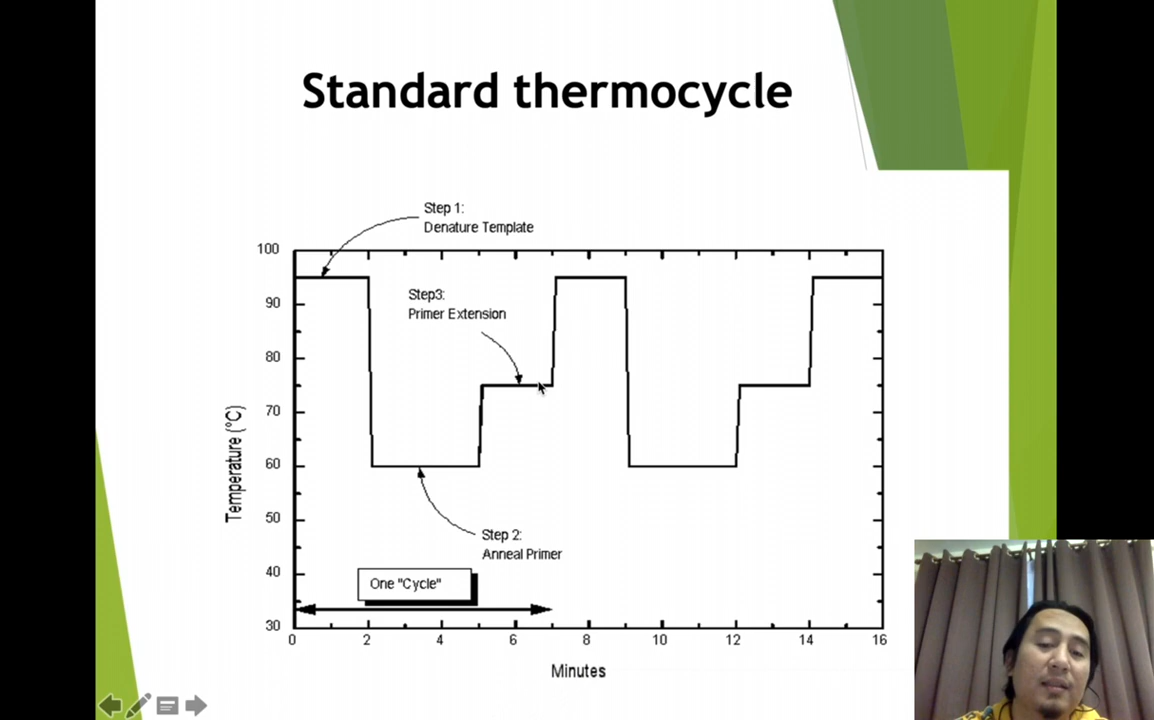 Standard thermocycle
Step 1:
Denature Template
100
90
80
70
60
50
40
30
Temperature (°C)
Step3:
Primer Extension
Step 2:
Anneal Primer
One "Cycle"
0 2 4 6 8 10 12 14 16
Minutes